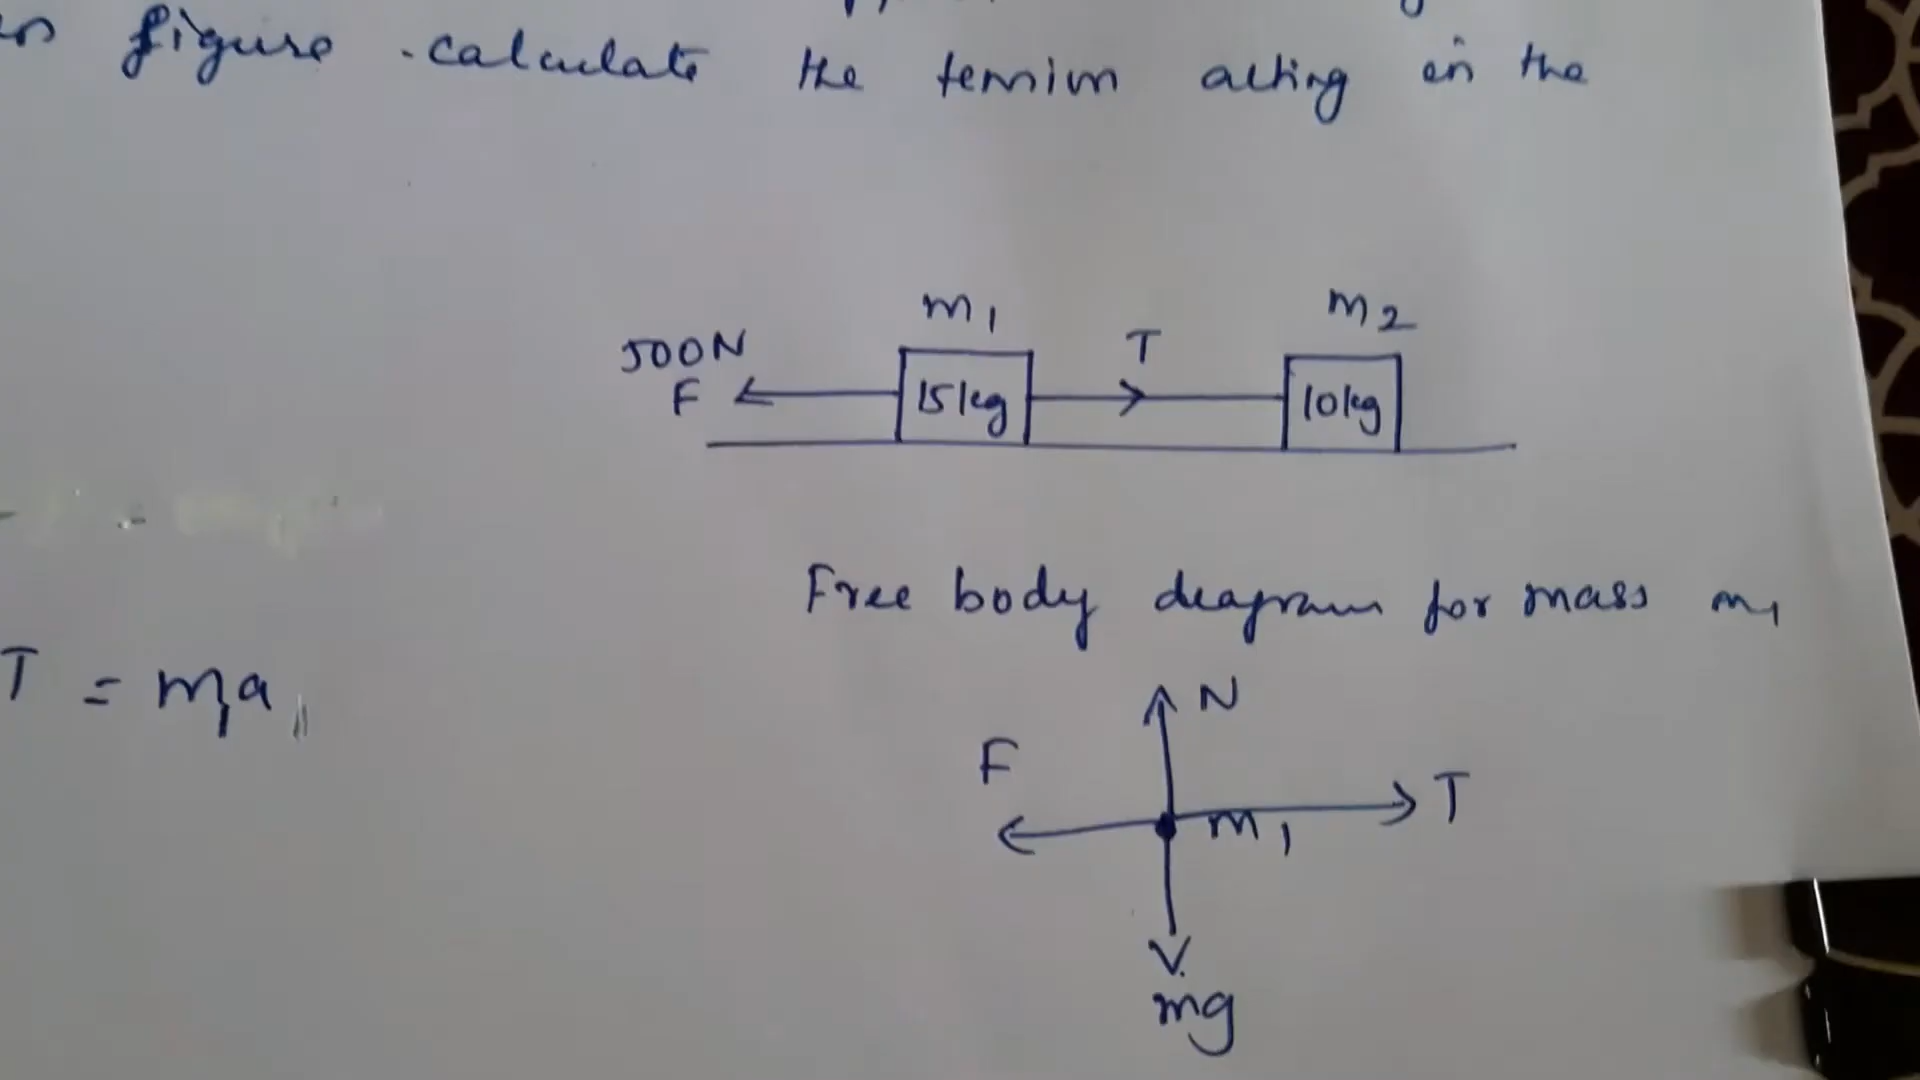 figure .calculate the tension acting in the
m1 m2
500N T
F 15kg 10kg
Free body diagram for mass m1
T = m1a
N
F
T
m1
mg